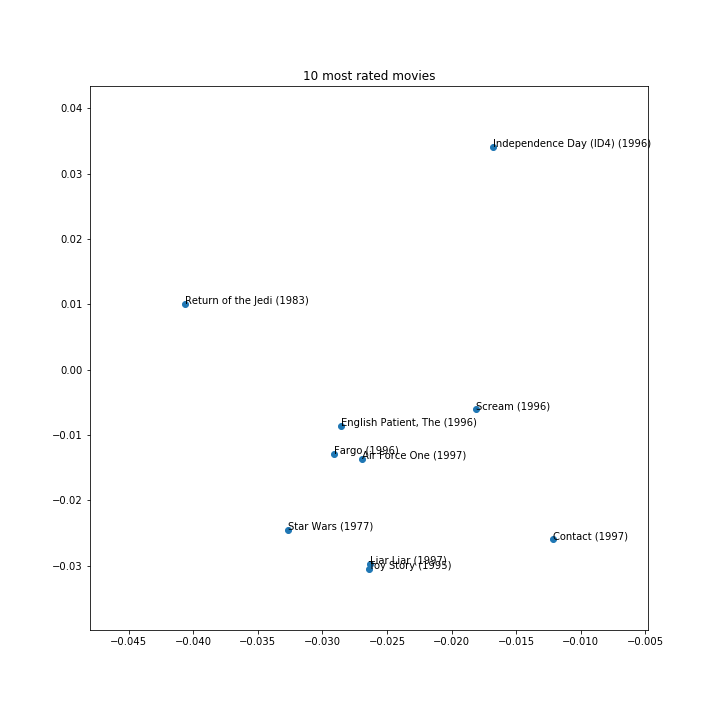 10 most rated movies
0.04
Independence Day (ID4) (1996)
0.03
0.02
0.01
Return of the Jedi (1983)
0.00
Scream (1996)
English Patient, The (1996)
−0.01
Fargo (1996)
Air Force One (1997)
−0.02
Star Wars (1977)
Contact (1997)
Liar Liar (1997)
Toy Story (1995)
−0.03
−0.045 −0.040 −0.035 −0.030 −0.025 −0.020 −0.015 −0.010 −0.005